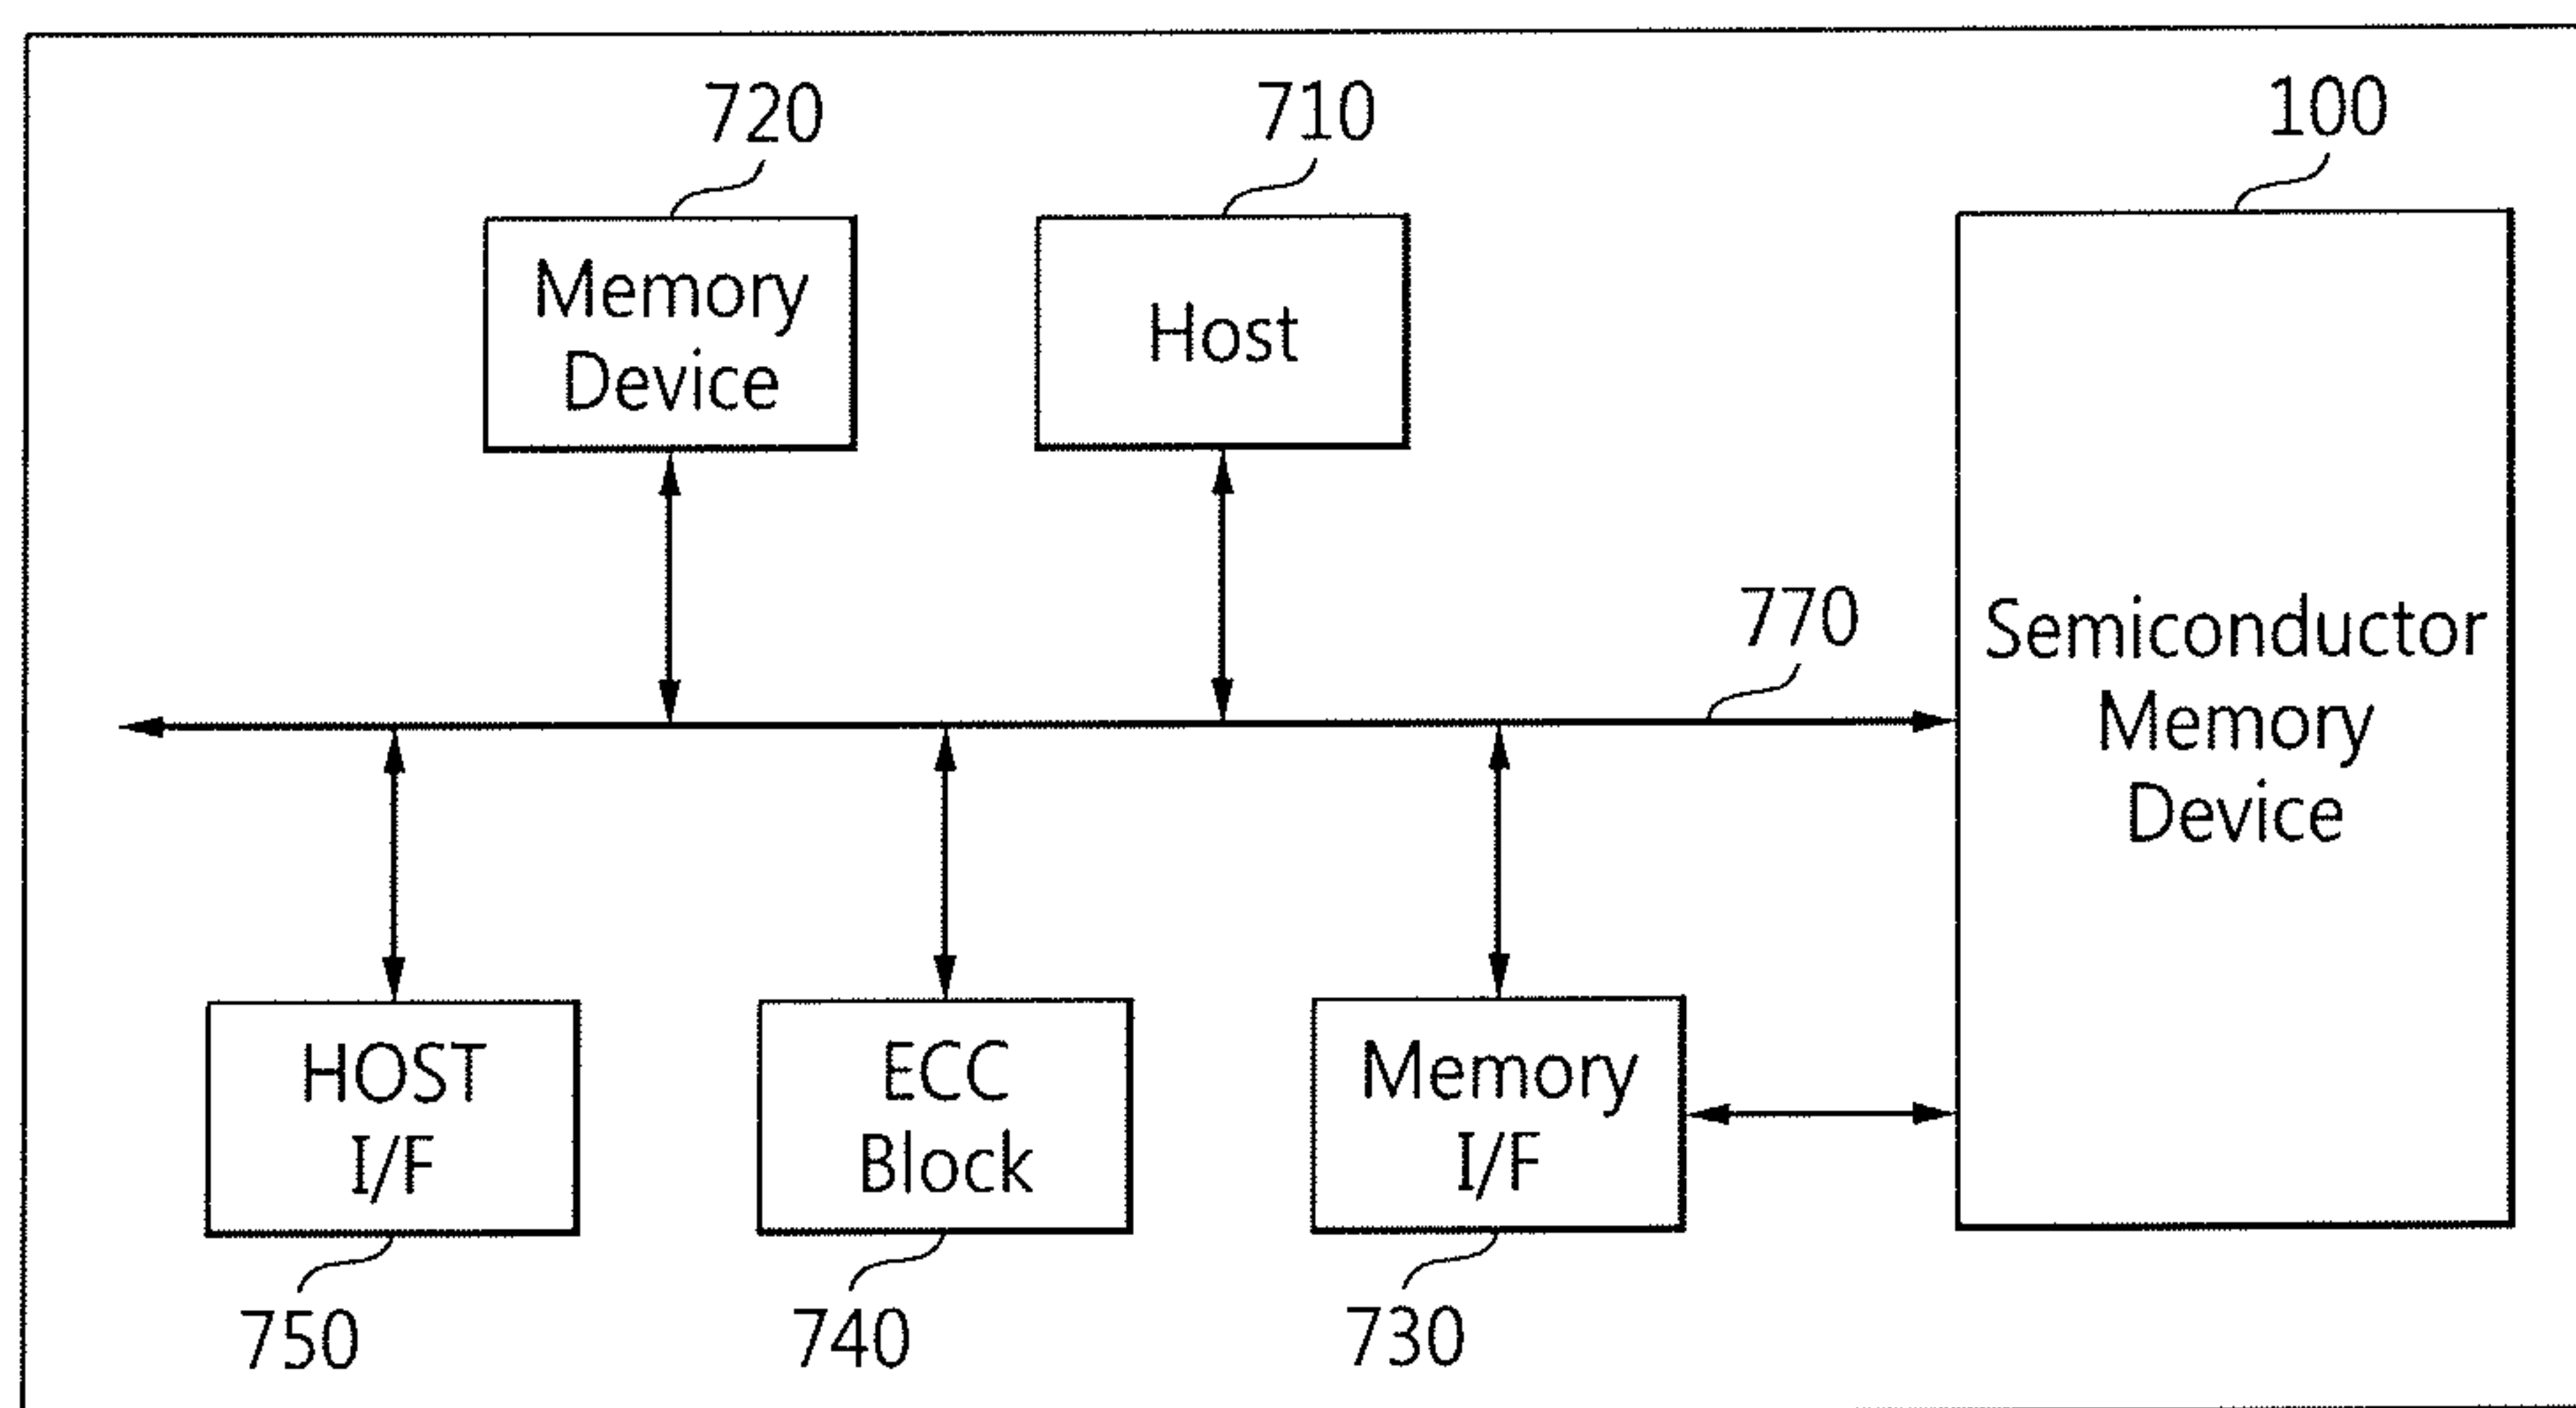 720
710
100
Memory
Device
Host
770
Semiconductor
Memory
Device
HOST
I/F
ECC
Block
Memory
I/F
750
740
730